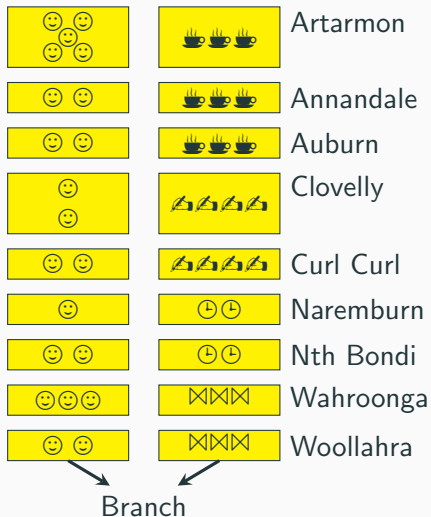 Artarmon
Annandale
Auburn
Clovelly
Curl Curl
Naremburn
Nth Bondi
Wahroonga
Woollahra
Branch